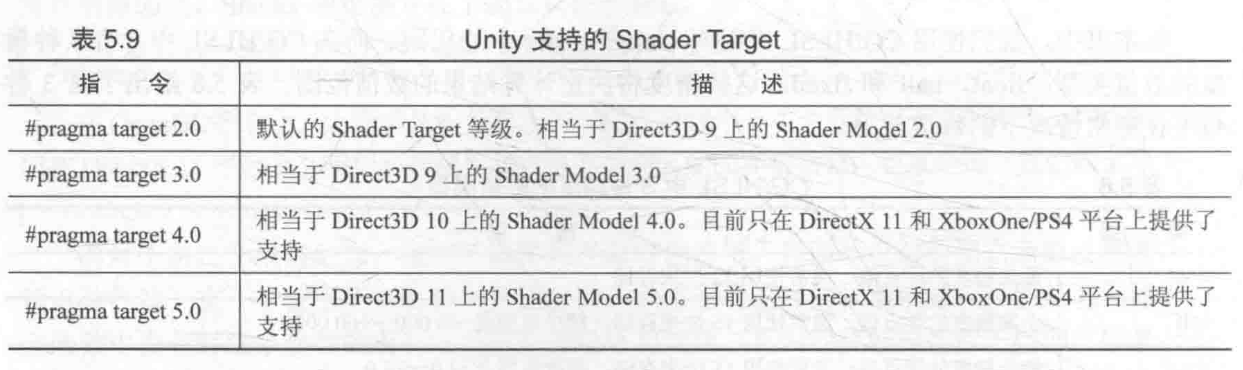 表 5.9 Unity 支持的 Shader Target
指 令 描 述
#pragma target 2.0 默认的 Shader Target 等级。相当于 Direct3D 9 上的 Shader Model 2.0
#pragma target 3.0 相当于 Direct3D 9 上的 Shader Model 3.0
#pragma target 4.0 相当于 Direct3D 10 上的 Shader Model 4.0。目前只在 DirectX 11 和 XboxOne/PS4 平台上提供了
支持
#pragma target 5.0 相当于 Direct3D 11 上的 Shader Model 5.0。目前只在 DirectX 11 和 XboxOne/PS4 平台上提供了
支持